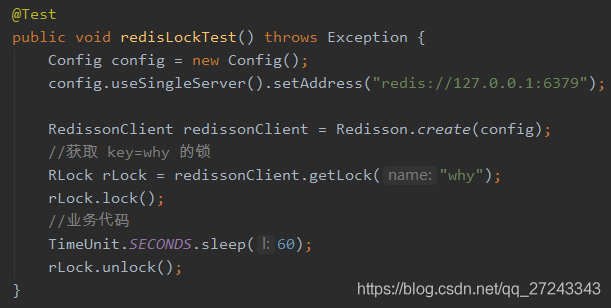 @Test
public void redisLockTest() throws Exception {
Config config = new Config();
config.useSingleServer().setAddress("redis://127.0.0.1:6379");
RedissonClient redissonClient = Redisson.create(config);
//获取 key=why 的锁
RLock rLock = redissonClient.getLock( name: "why");
rLock.lock();
//业务代码
TimeUnit.SECONDS.sleep( l: 60);
rLock.unlock();
}
https://blog.csdn.net/qq_27243343